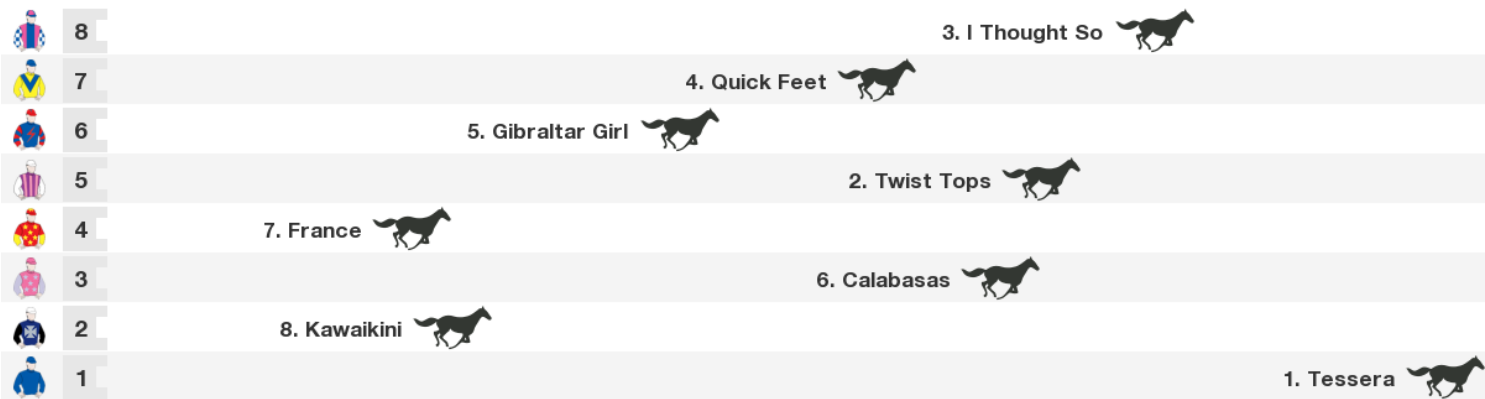 8 3. I Thought So
7 4. Quick Feet
6 5. Gibraltar Girl
5 2. Twist Tops
4 7. France
3 6. Calabasas
2 8. Kawaikini
1 1. Tessera